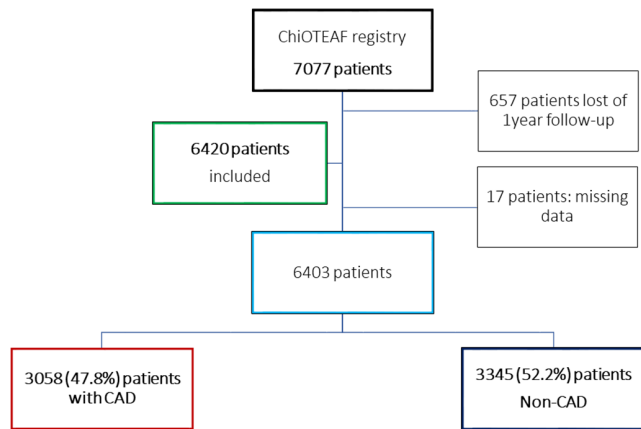 ChiOTEAF registry
7077 patients
657 patients lost of
1year follow-up
6420 patients
included
17 patients: missing
data
6403 patients
3058 (47.8%) patients
with CAD
3345 (52.2%) patients
Non-CAD